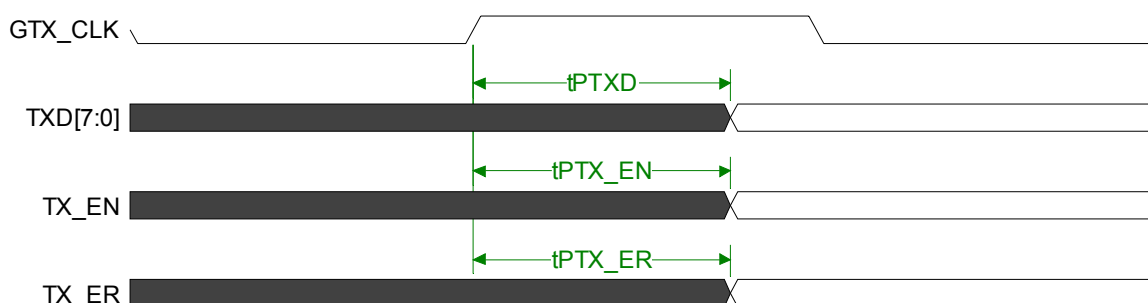 GTX_CLK
tPTXD
TXD[7:0]
tPTX_EN
TX_EN
tPTX_ER
TX_ER